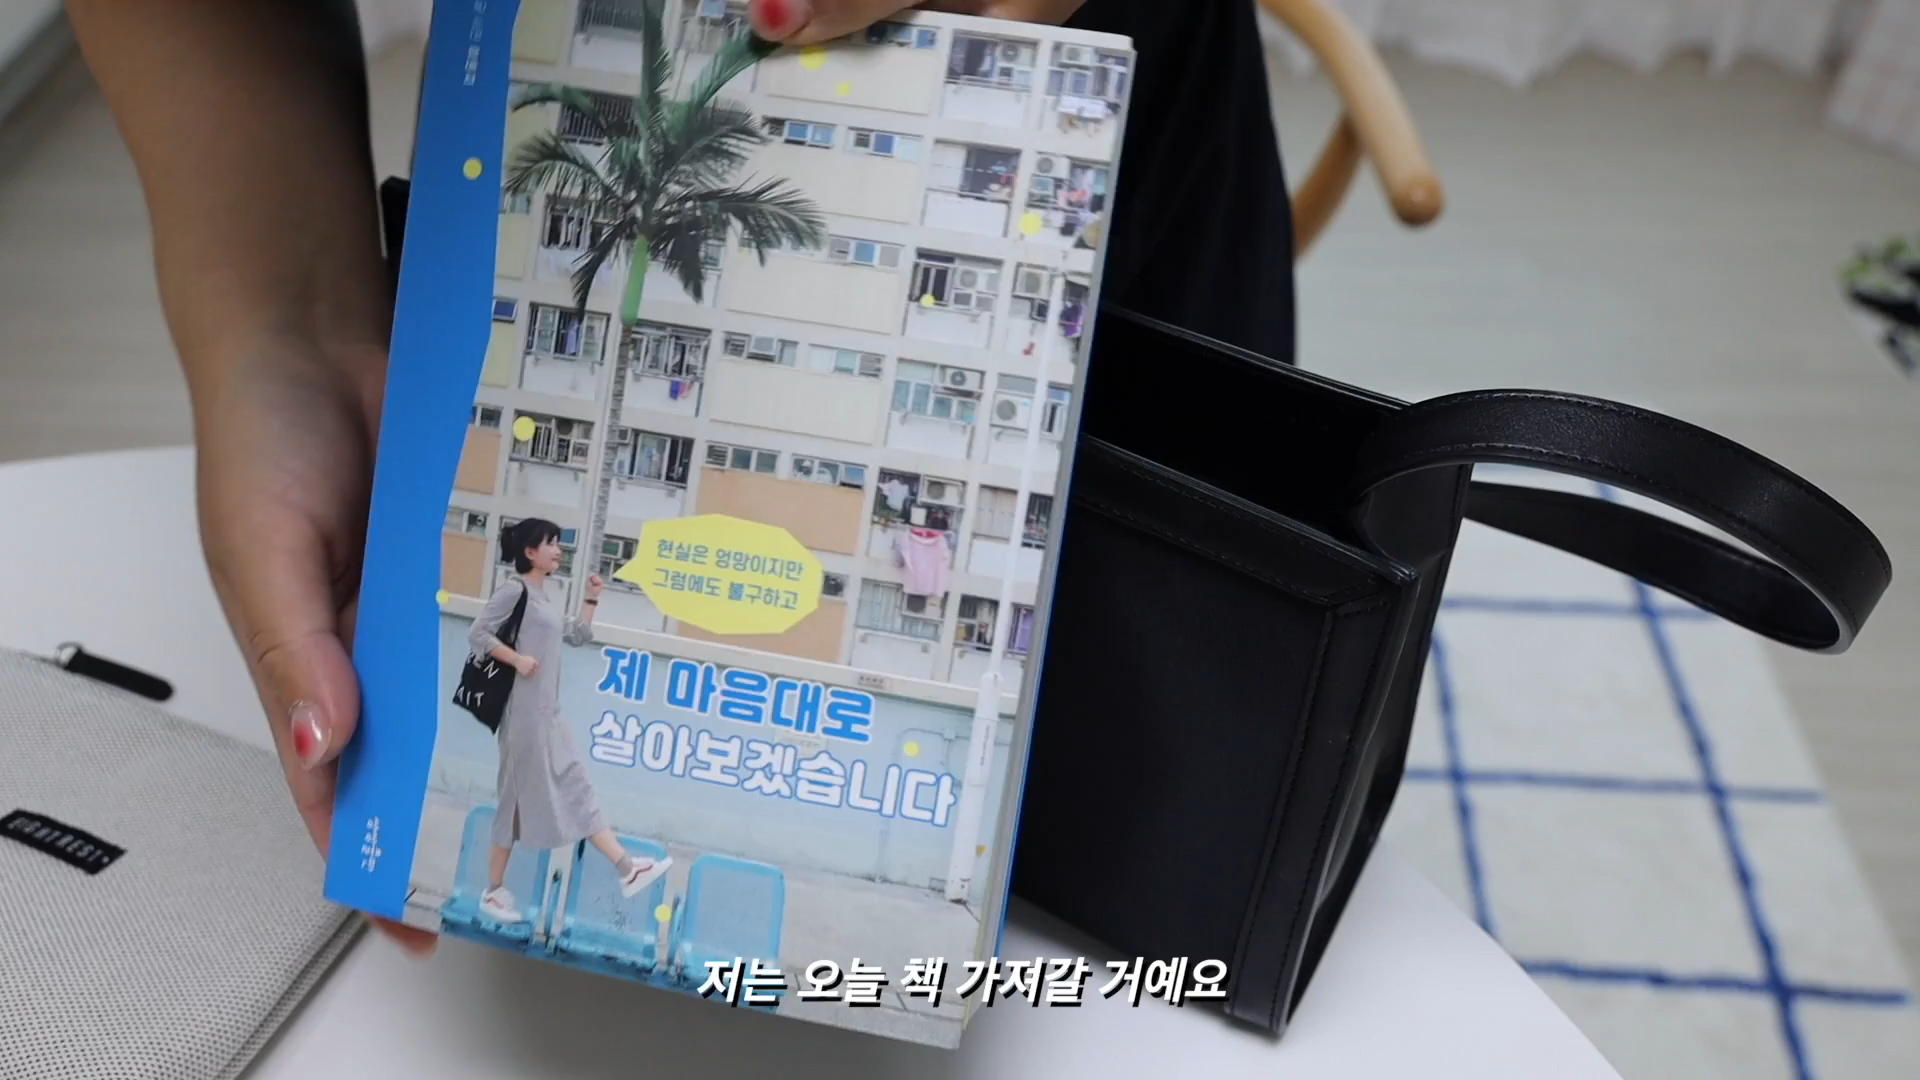 현실은 엉망이지만
그럼에도 불구하고
제 마음대로
살아보겠습니다
저는 오늘 책 가져갈 거예요